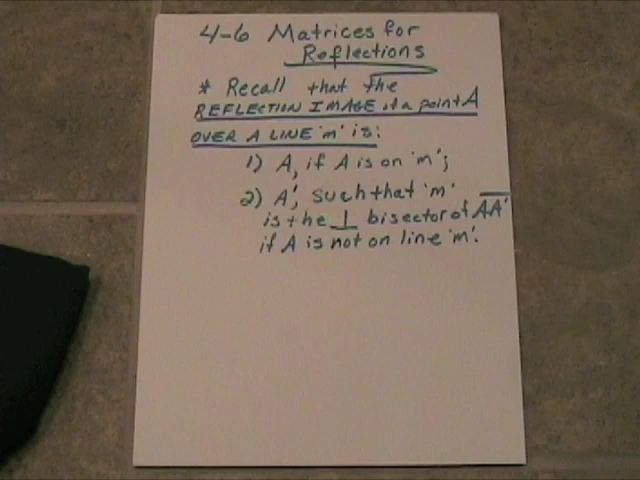 4-6 Matrices for
Reflections
* Recall that the
REFLECTION IMAGE of a point A
OVER A LINE 'm' is:
1) A, if A is on 'm';
2) A', such that 'm'
is the ⊥ bisector of AA'
if A is not on line 'm'.